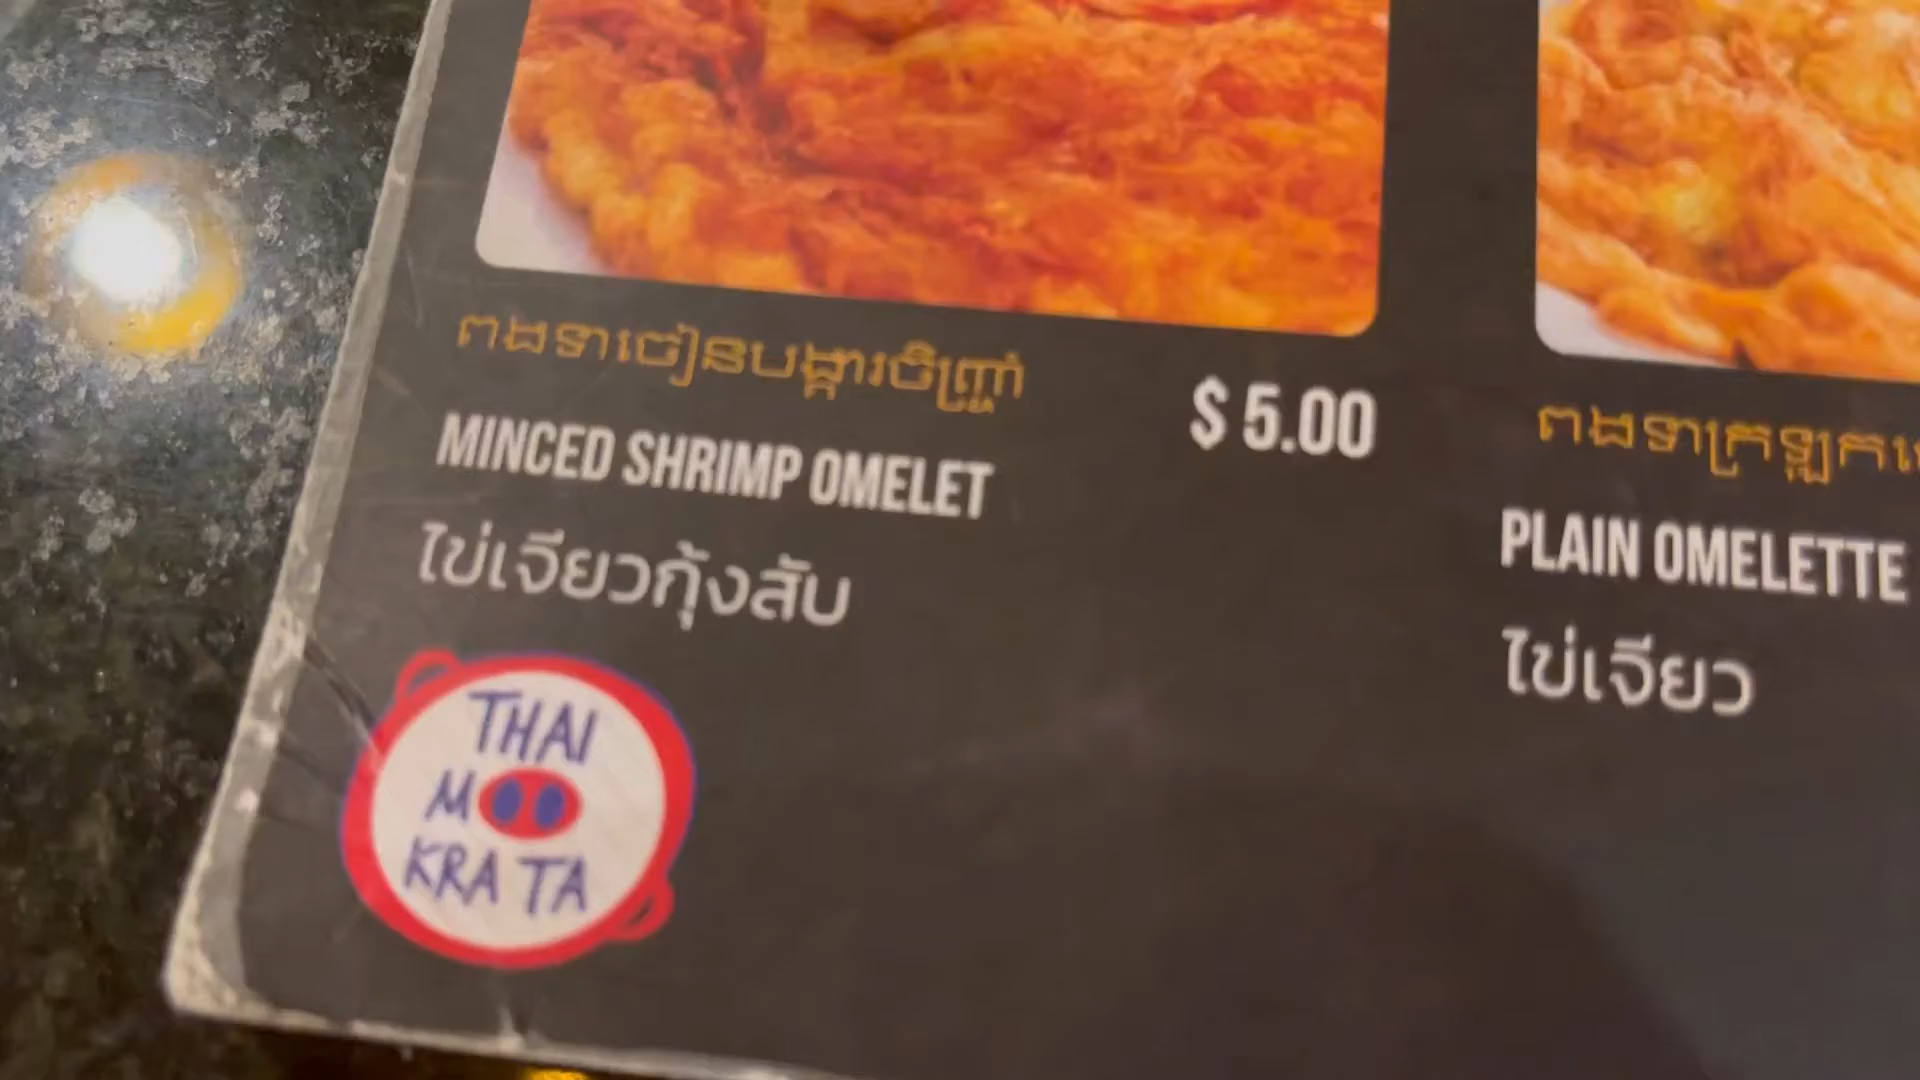 ពងទាចៀនបង្គារចិញ្ច្រាំ
$ 5.00
MINCED SHRIMP OMELET
ไข่เจียวกุ้งสับ
PLAIN OMELETTE
ไข่เจียว
THAI
MOO
KRA TA